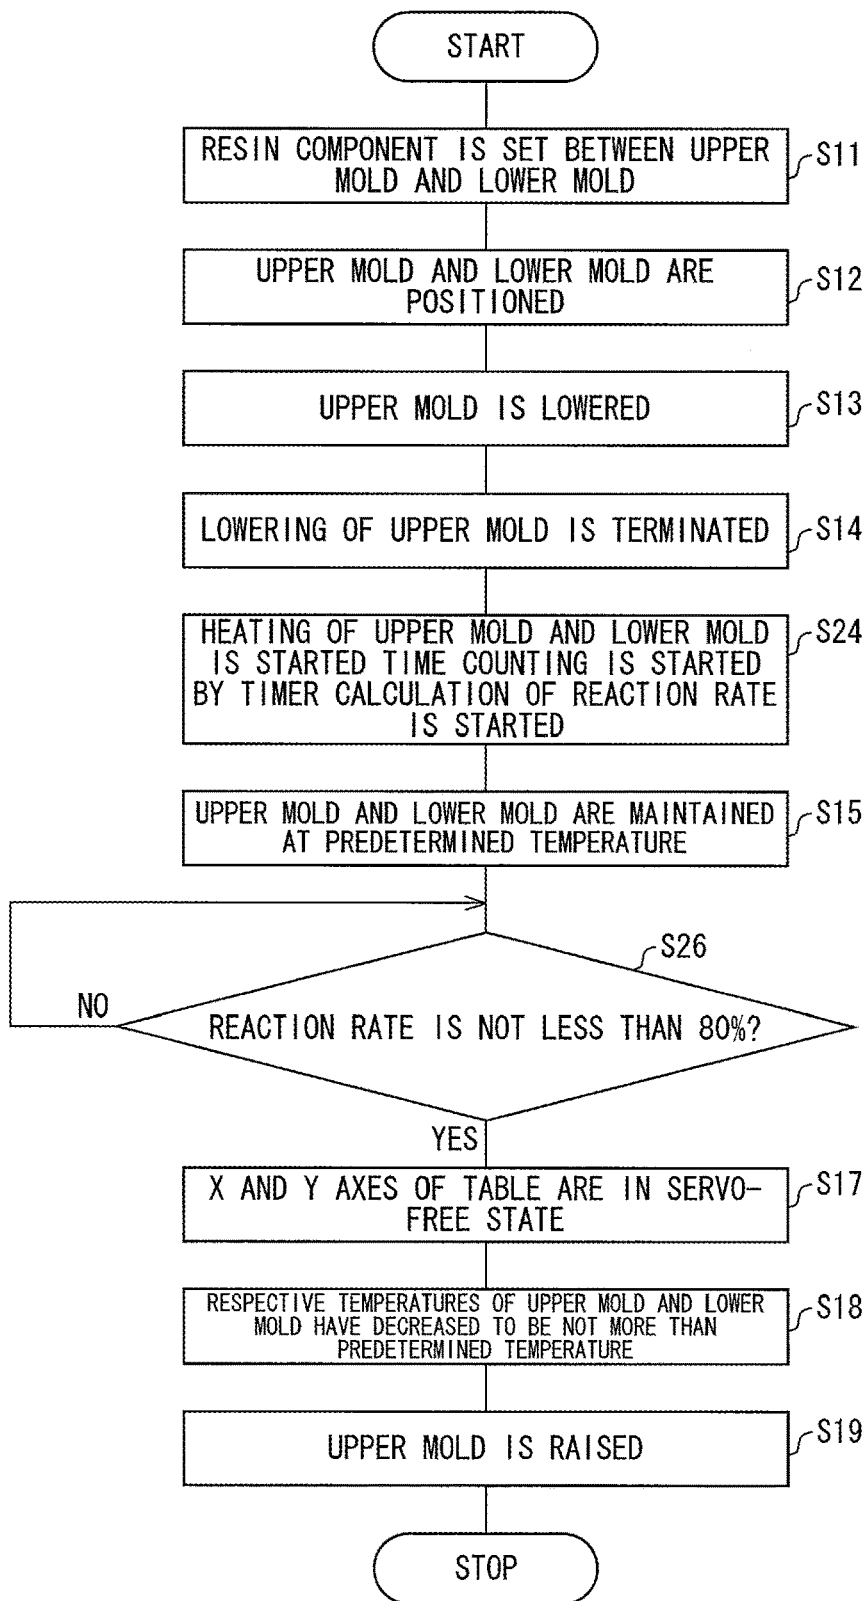 START
RESIN COMPONENT IS SET BETWEEN UPPER
MOLD AND LOWER MOLD
S11
UPPER MOLD AND LOWER MOLD ARE
POSITIONED
S12
UPPER MOLD IS LOWERED
S13
LOWERING OF UPPER MOLD IS TERMINATED
S14
HEATING OF UPPER MOLD AND LOWER MOLD
IS STARTED TIME COUNTING IS STARTED
BY TIMER CALCULATION OF REACTION RATE
IS STARTED
S24
UPPER MOLD AND LOWER MOLD ARE MAINTAINED
AT PREDETERMINED TEMPERATURE
S15
S26
NO
REACTION RATE IS NOT LESS THAN 80%?
YES
X AND Y AXES OF TABLE ARE IN SERVO-
FREE STATE
S17
RESPECTIVE TEMPERATURES OF UPPER MOLD AND LOWER
MOLD HAVE DECREASED TO BE NOT MORE THAN
PREDETERMINED TEMPERATURE
S18
UPPER MOLD IS RAISED
S19
STOP